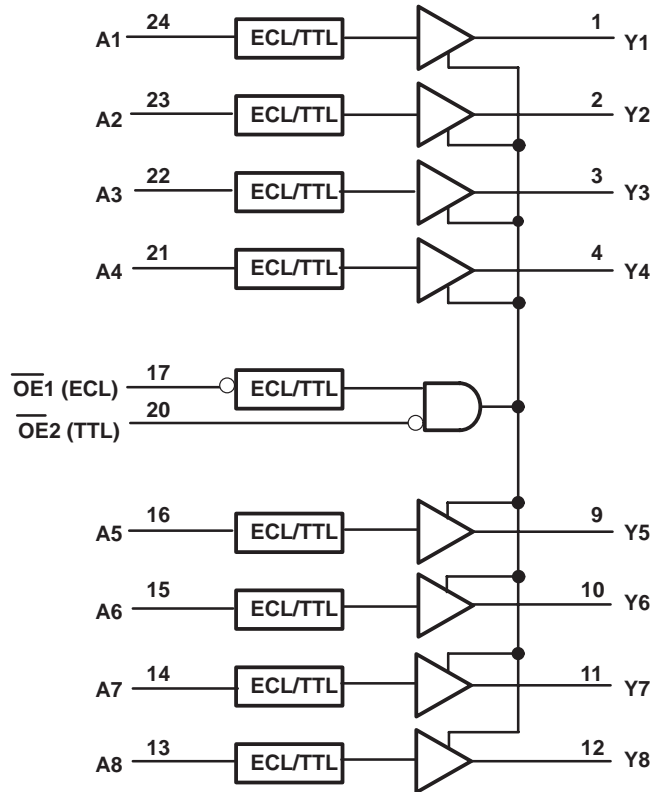 A1 24 ECL/TTL 1 Y1
A2 23 ECL/TTL 2 Y2
A3 22 ECL/TTL 3 Y3
A4 21 ECL/TTL 4 Y4
O̅E̅1 (ECL) 17 ECL/TTL
O̅E̅2 (TTL) 20
A5 16 ECL/TTL 9 Y5
A6 15 ECL/TTL 10 Y6
A7 14 ECL/TTL 11 Y7
A8 13 ECL/TTL 12 Y8